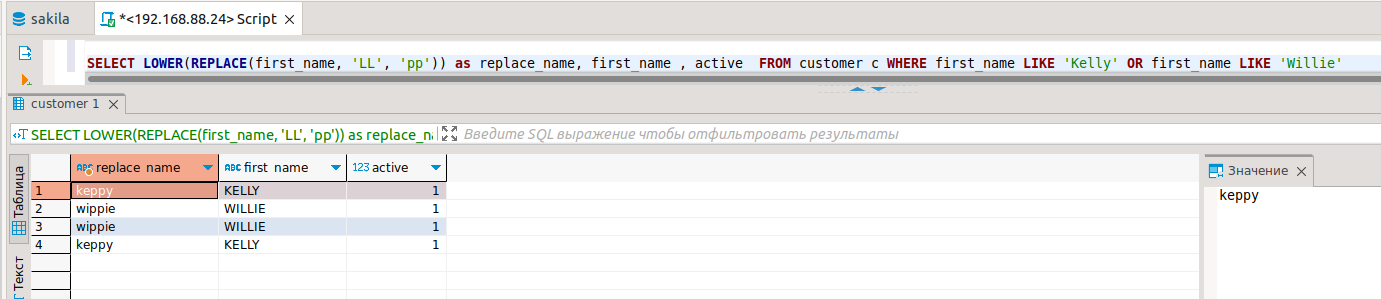 sakila
*<192.168.88.24> Script
SELECT LOWER(REPLACE(first_name, 'LL', 'pp')) as replace_name, first_name , active  FROM customer c WHERE first_name LIKE 'Kelly' OR first_name LIKE 'Willie'
customer 1
SELECT LOWER(REPLACE(first_name, 'LL', 'pp')) as replace_na
Введите SQL выражение чтобы отфильтровать результаты
Таблица
Текст
ABC replace_name ABC first_name 123 active
1 keppy KELLY 1
2 wippie WILLIE 1
3 wippie WILLIE 1
4 keppy KELLY 1
Значение
keppy